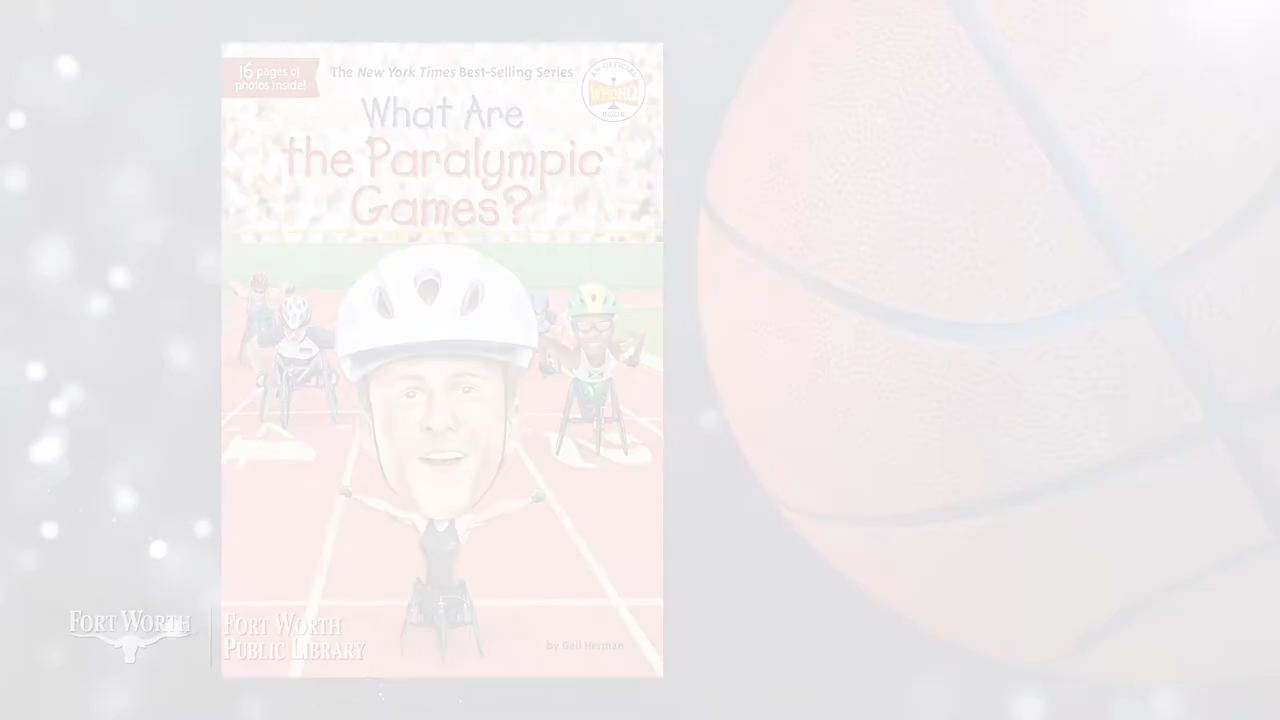 16 pages of
photos inside!
The New York Times Best-Selling Series
AN OFFICIAL
WHO HQ
BOOK
What Are
the Paralympic
Games?
by Gail Herman
FORT WORTH
FORT WORTH
PUBLIC LIBRARY